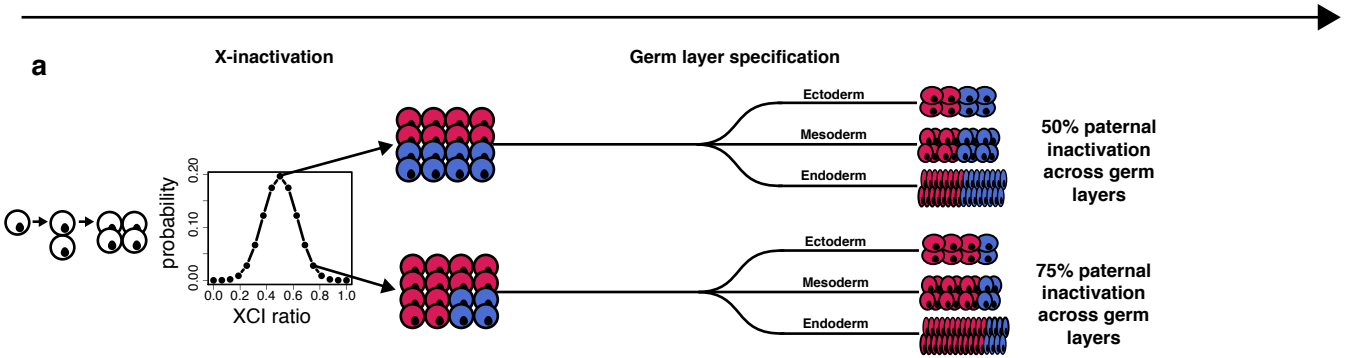 a
X-inactivation
Germ layer specification
probability
0.00
0.10
0.20
0.0 0.2 0.4 0.6 0.8 1.0
XCI ratio
Ectoderm
Mesoderm
Endoderm
50% paternal
inactivation
across germ
layers
Ectoderm
Mesoderm
Endoderm
75% paternal
inactivation
across germ
layers